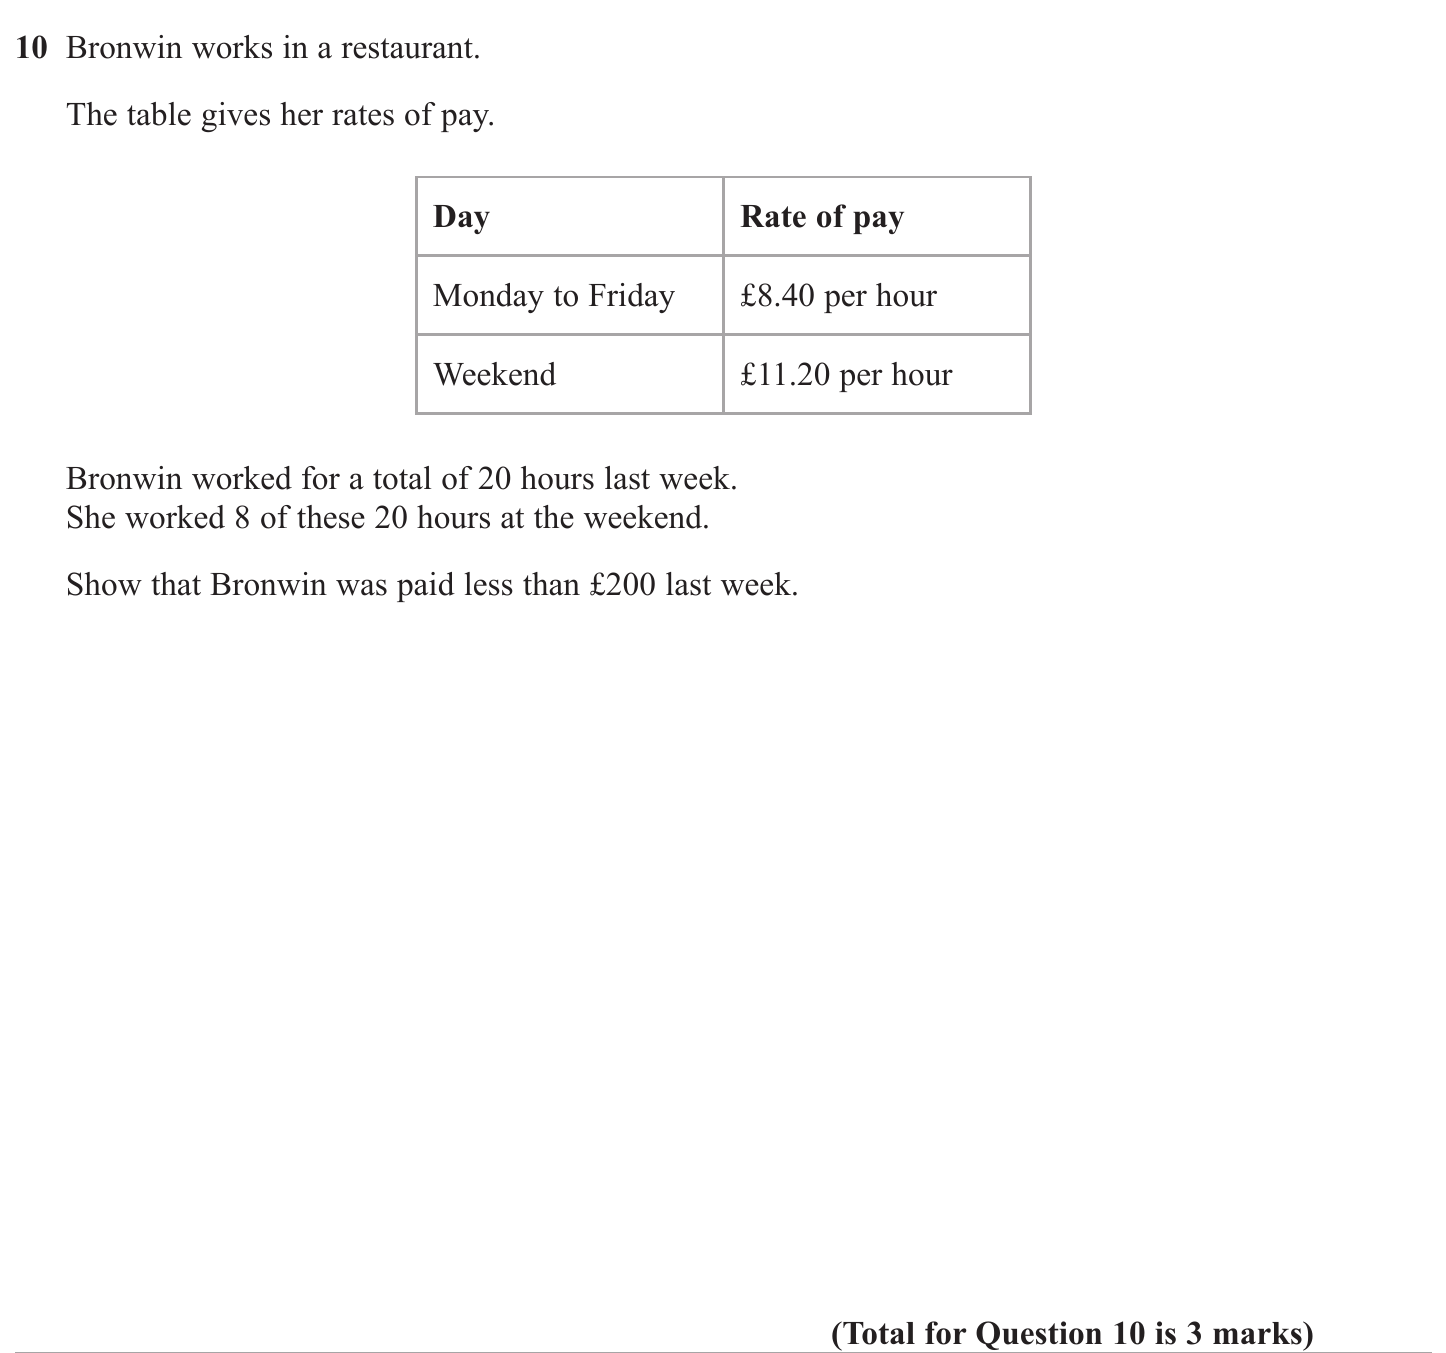 10 Bronwin works in a restaurant.
The table gives her rates of pay.
Day Rate of pay
Monday to Friday £8.40 per hour
Weekend £11.20 per hour
Bronwin worked for a total of 20 hours last week.
She worked 8 of these 20 hours at the weekend.
Show that Bronwin was paid less than £200 last week.
(Total for Question 10 is 3 marks)